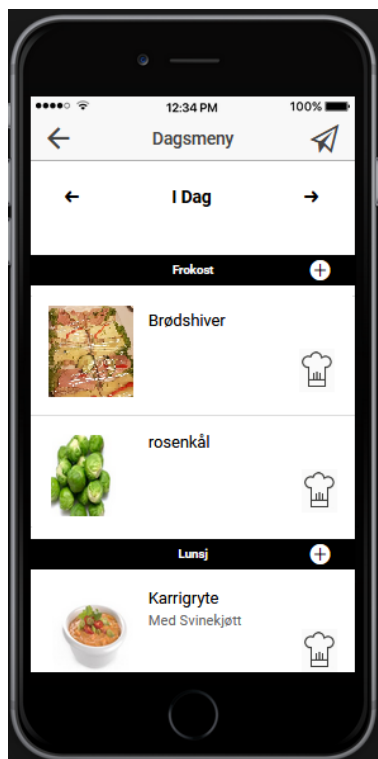 12:34 PM 100%
Dagsmeny
I Dag
Frokost
Brødshiver
rosenkål
Lunsj
Karrigryte
Med Svinekjøtt